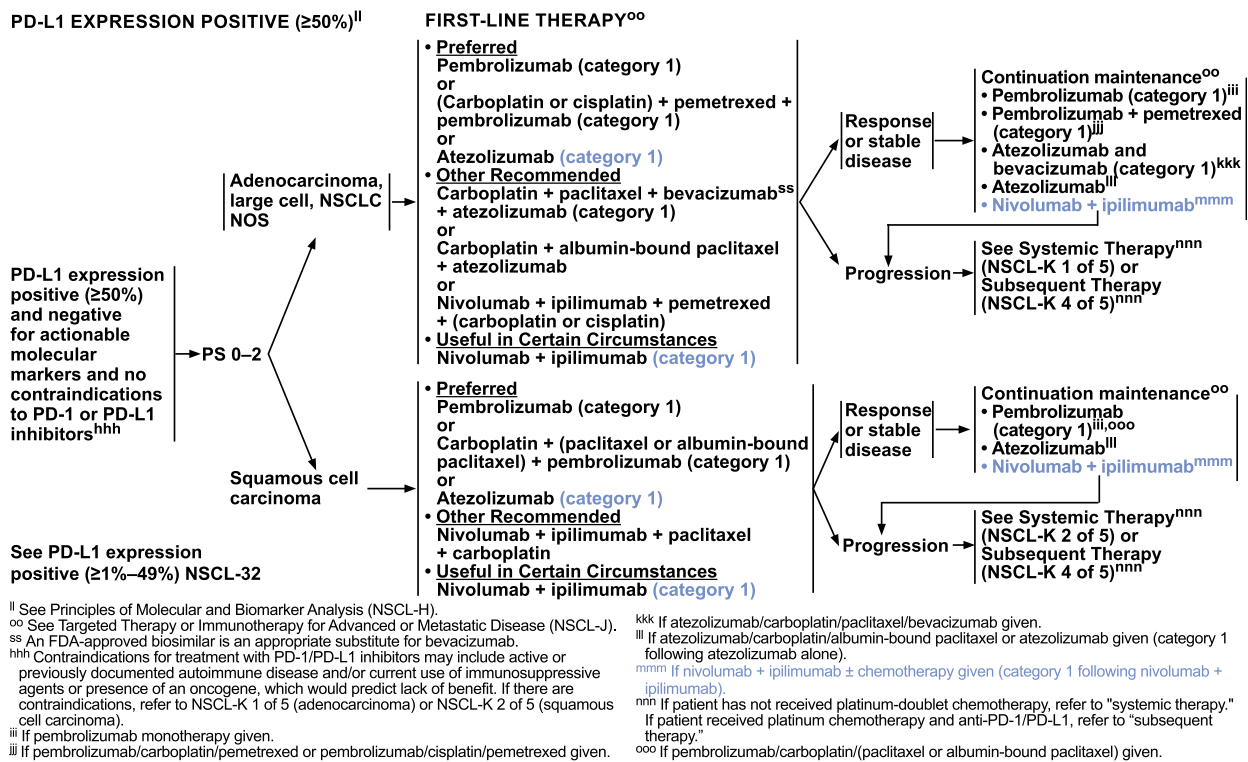 PD-L1 EXPRESSION POSITIVE (≥50%)ll
FIRST-LINE THERAPYoo
PD-L1 expression
positive (≥50%)
and negative
for actionable
molecular
markers and no
contraindications
to PD-1 or PD-L1
inhibitorshhh
PS 0–2
Adenocarcinoma,
large cell, NSCLC
NOS
• Preferred
Pembrolizumab (category 1)
or
(Carboplatin or cisplatin) + pemetrexed +
pembrolizumab (category 1)
or
Atezolizumab (category 1)
• Other Recommended
Carboplatin + paclitaxel + bevacizumabss
+ atezolizumab (category 1)
or
Carboplatin + albumin-bound paclitaxel
+ atezolizumab
or
Nivolumab + ipilimumab + pemetrexed
+ (carboplatin or cisplatin)
• Useful in Certain Circumstances
Nivolumab + ipilimumab (category 1)
Response
or stable
disease
Continuation maintenanceoo
• Pembrolizumab (category 1)iii
• Pembrolizumab + pemetrexed
(category 1)jjj
• Atezolizumab and
bevacizumab (category 1)kkk
• Atezolizumablll
• Nivolumab + ipilimumabmmm
Progression
See Systemic Therapynnn
(NSCL-K 1 of 5) or
Subsequent Therapy
(NSCL-K 4 of 5)nnn
Squamous cell
carcinoma
• Preferred
Pembrolizumab (category 1)
or
Carboplatin + (paclitaxel or albumin-bound
paclitaxel) + pembrolizumab (category 1)
or
Atezolizumab (category 1)
• Other Recommended
Nivolumab + ipilimumab + paclitaxel
+ carboplatin
• Useful in Certain Circumstances
Nivolumab + ipilimumab (category 1)
Response
or stable
disease
Continuation maintenanceoo
• Pembrolizumab
(category 1)iii,ooo
• Atezolizumablll
• Nivolumab + ipilimumabmmm
Progression
See Systemic Therapynnn
(NSCL-K 2 of 5) or
Subsequent Therapy
(NSCL-K 4 of 5)nnn
See PD-L1 expression
positive (≥1%–49%) NSCL-32
ll See Principles of Molecular and Biomarker Analysis (NSCL-H).
oo See Targeted Therapy or Immunotherapy for Advanced or Metastatic Disease (NSCL-J).
ss An FDA-approved biosimilar is an appropriate substitute for bevacizumab.
hhh Contraindications for treatment with PD-1/PD-L1 inhibitors may include active or
previously documented autoimmune disease and/or current use of immunosuppressive
agents or presence of an oncogene, which would predict lack of benefit. If there are
contraindications, refer to NSCL-K 1 of 5 (adenocarcinoma) or NSCL-K 2 of 5 (squamous
cell carcinoma).
iii If pembrolizumab monotherapy given.
jjj If pembrolizumab/carboplatin/pemetrexed or pembrolizumab/cisplatin/pemetrexed given.
kkk If atezolizumab/carboplatin/paclitaxel/bevacizumab given.
lll If atezolizumab/carboplatin/albumin-bound paclitaxel or atezolizumab given (category 1
following atezolizumab alone).
mmm If nivolumab + ipilimumab ± chemotherapy given (category 1 following nivolumab +
ipilimumab).
nnn If patient has not received platinum-doublet chemotherapy, refer to "systemic therapy."
If patient received platinum chemotherapy and anti-PD-1/PD-L1, refer to “subsequent
therapy.”
ooo If pembrolizumab/carboplatin/(paclitaxel or albumin-bound paclitaxel) given.